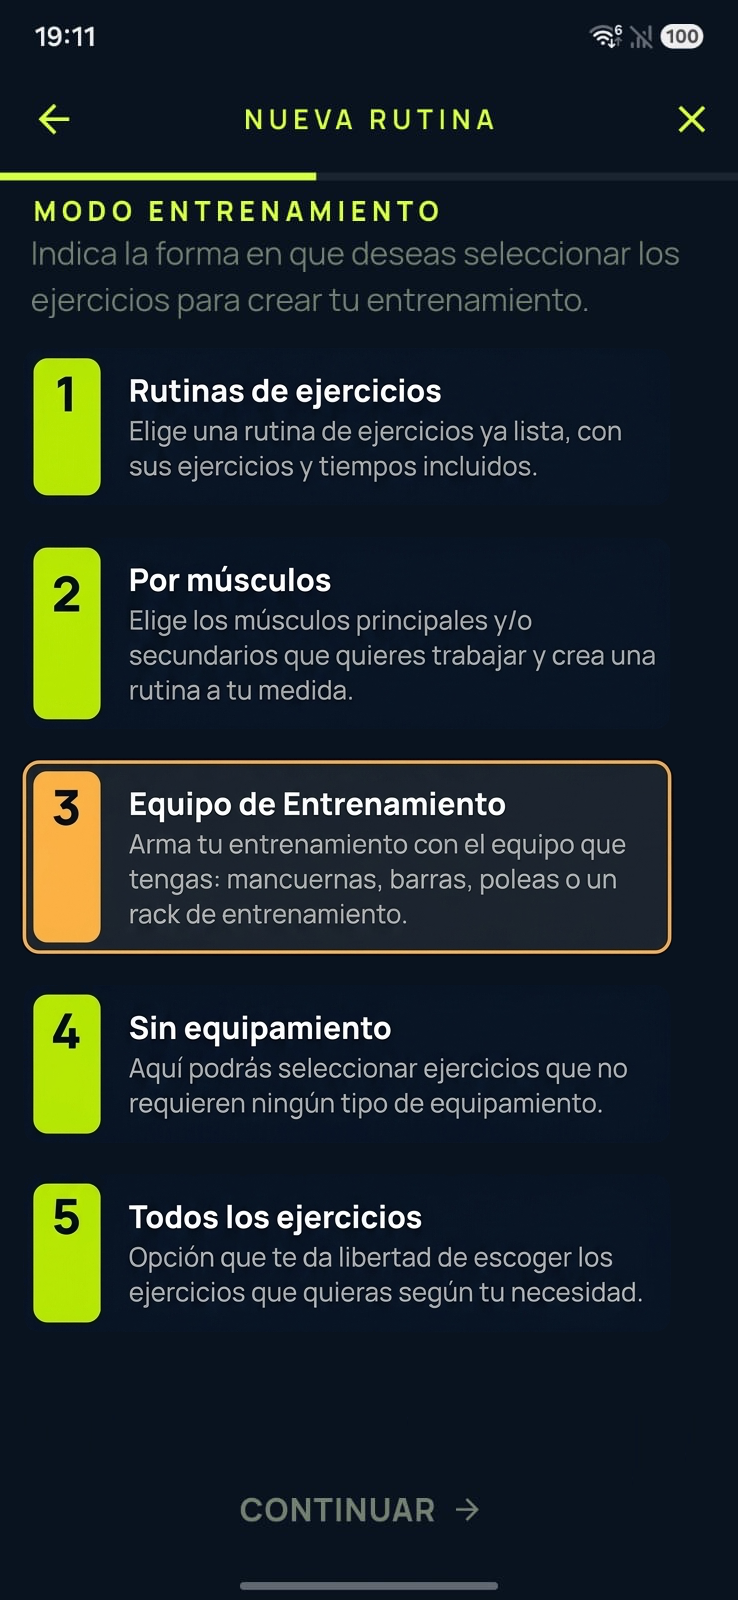 19:11
6
100
NUEVA RUTINA
MODO ENTRENAMIENTO
Indica la forma en que deseas seleccionar los
ejercicios para crear tu entrenamiento.
1
Rutinas de ejercicios
Elige una rutina de ejercicios ya lista, con
sus ejercicios y tiempos incluidos.
2
Por músculos
Elige los músculos principales y/o
secundarios que quieres trabajar y crea una
rutina a tu medida.
3
Equipo de Entrenamiento
Arma tu entrenamiento con el equipo que
tengas: mancuernas, barras, poleas o un
rack de entrenamiento.
4
Sin equipamiento
Aquí podrás seleccionar ejercicios que no
requieren ningún tipo de equipamiento.
5
Todos los ejercicios
Opción que te da libertad de escoger los
ejercicios que quieras según tu necesidad.
CONTINUAR →